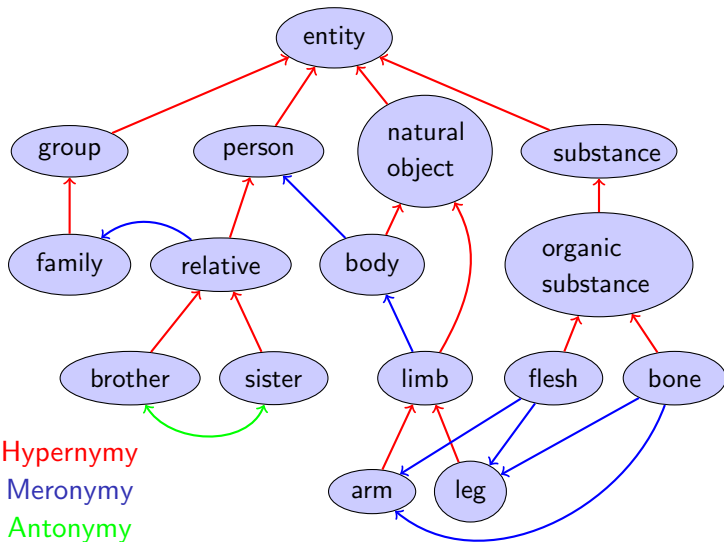 entity
group
person
natural
object
substance
family
relative
body
organic
substance
brother
sister
limb
flesh
bone
Hypernymy
Meronymy
Antonymy
arm
leg